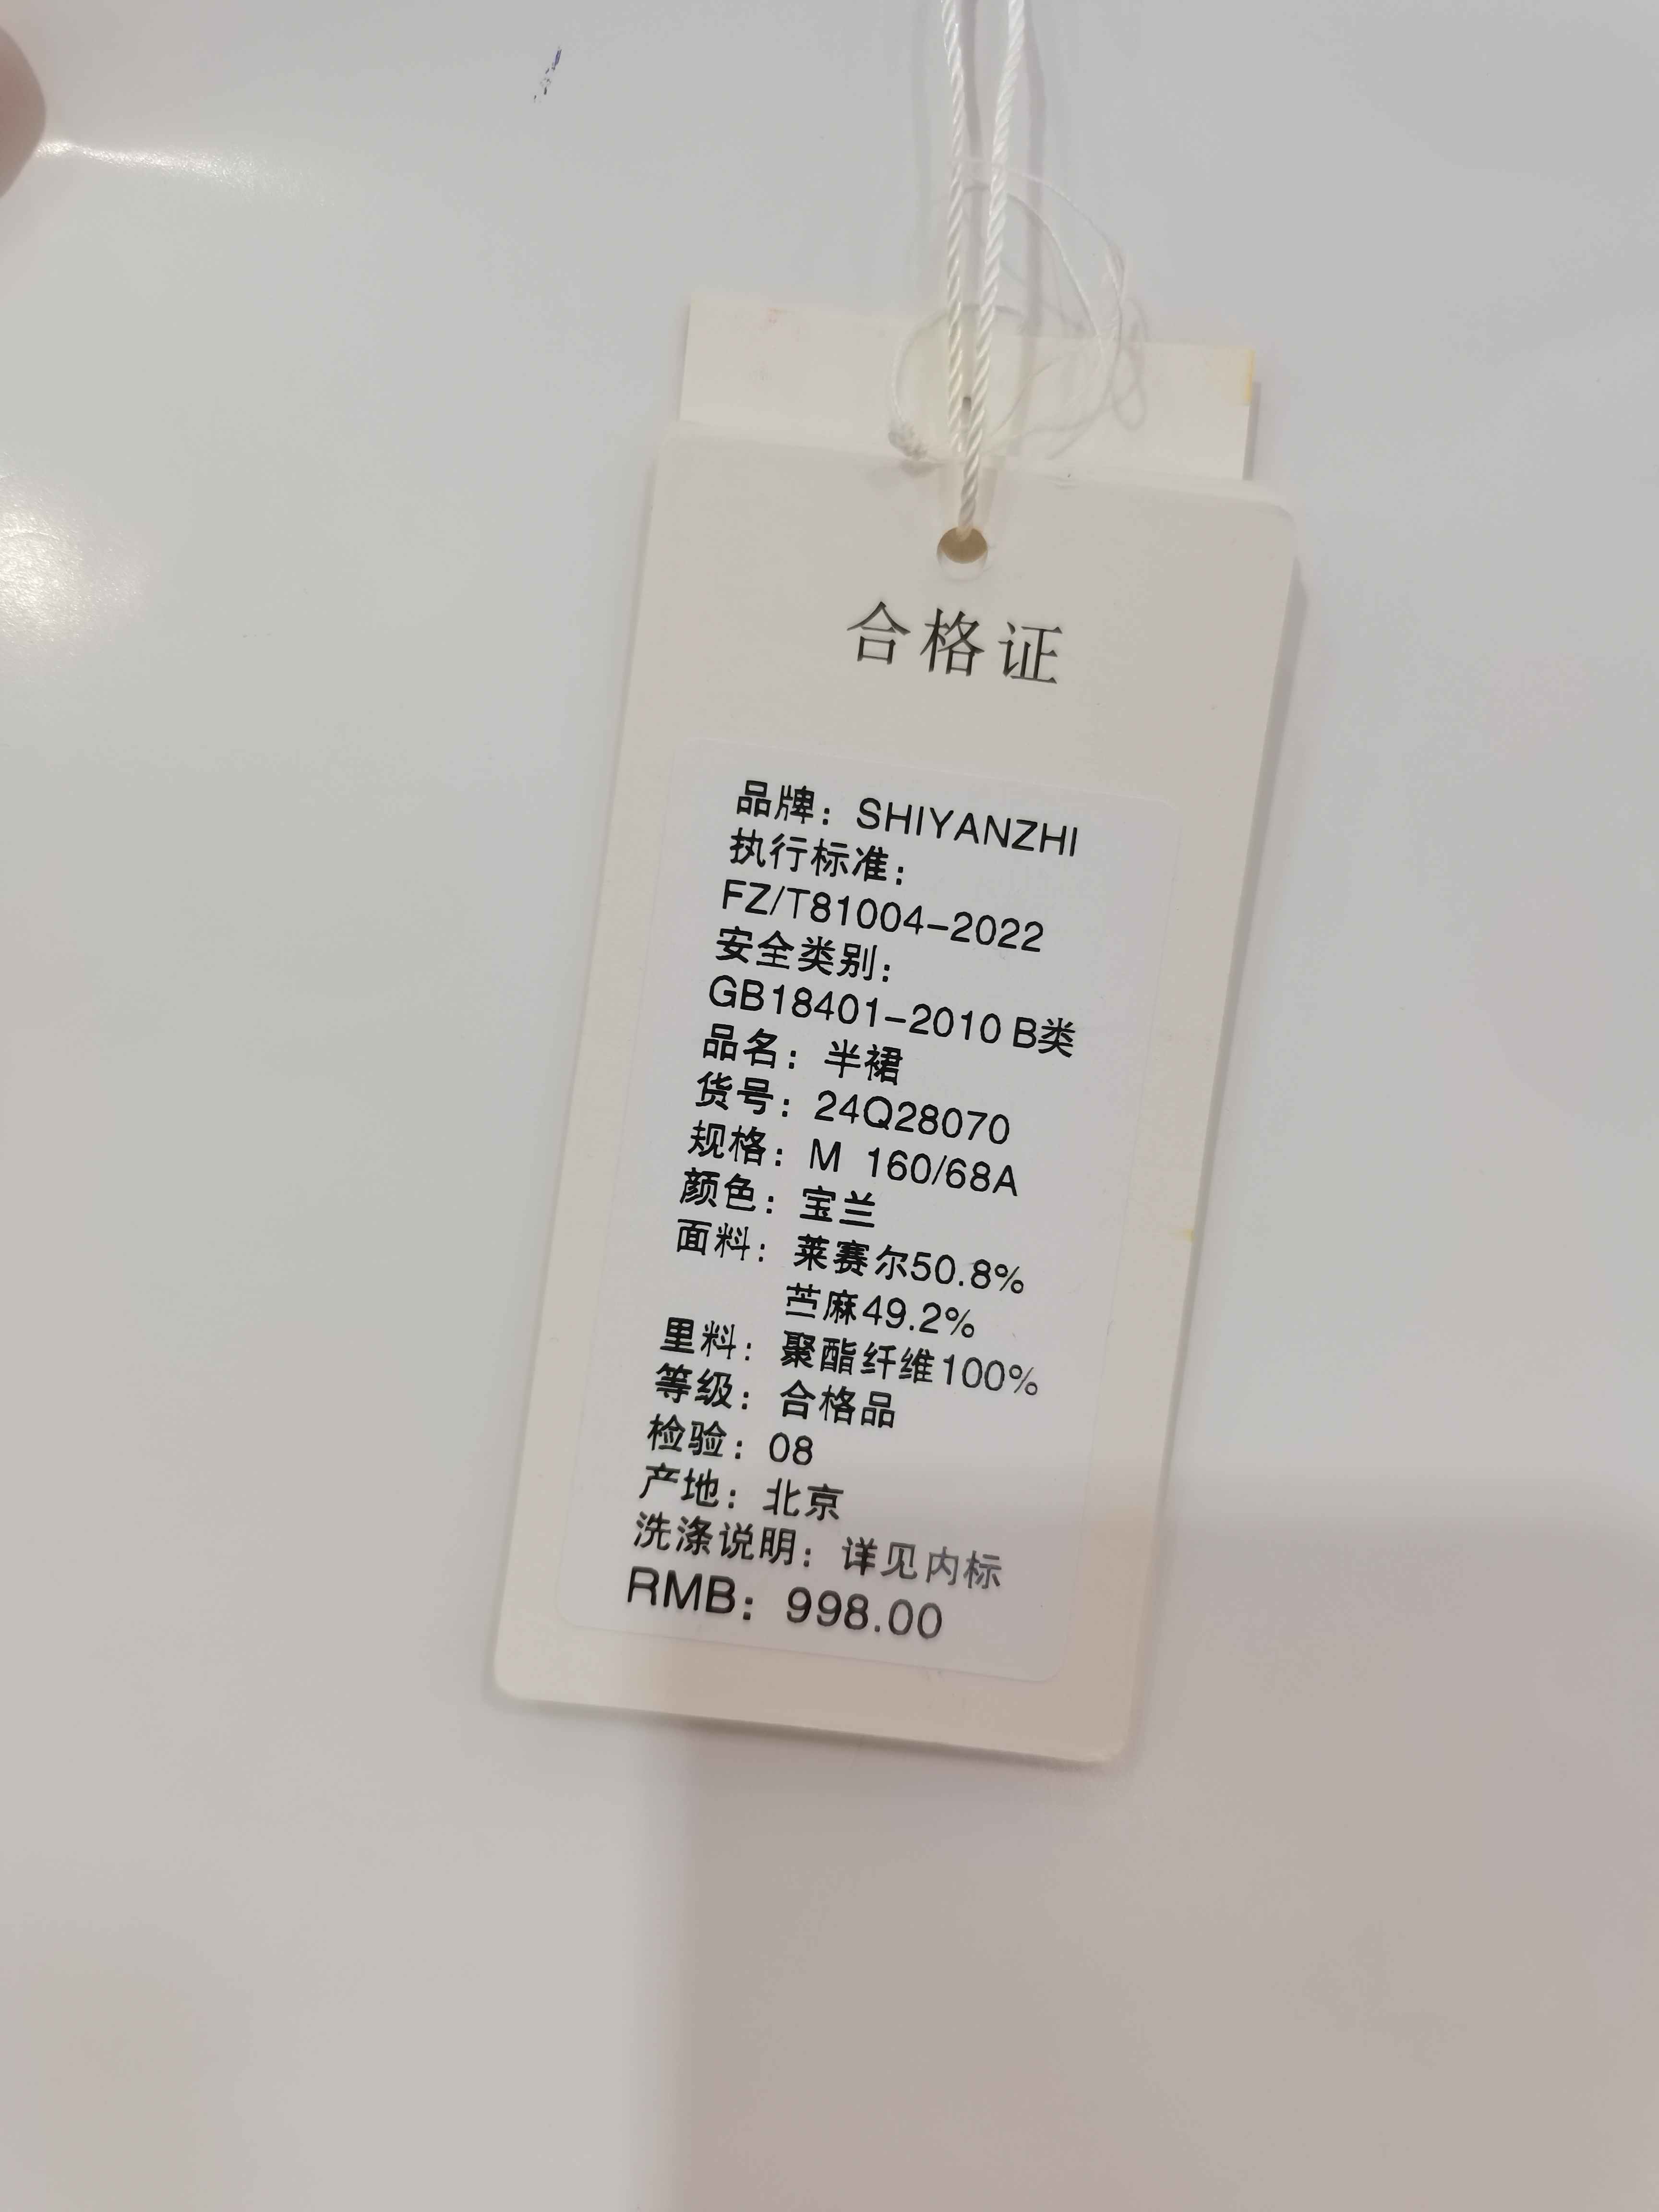 合格证
品牌：SHIYANZHI
执行标准：
FZ/T81004-2022
安全类别：
GB18401-2010 B类
品名：半裙
货号：24Q28070
规格：M 160/68A
颜色：宝兰
面料：莱赛尔50.8%
苎麻49.2%
里料：聚酯纤维100%
等级：合格品
检验：08
产地：北京
洗涤说明：详见内标
RMB：998.00